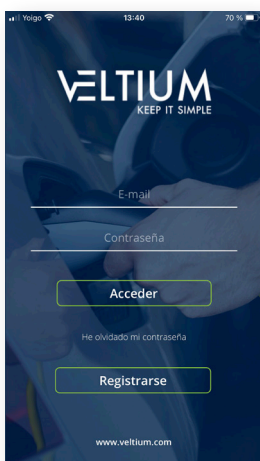 Yoigo 13:40 70 %
VELTIUM
KEEP IT SIMPLE
E-mail
Contraseña
Acceder
He olvidado mi contraseña
Registrarse
www.veltium.com